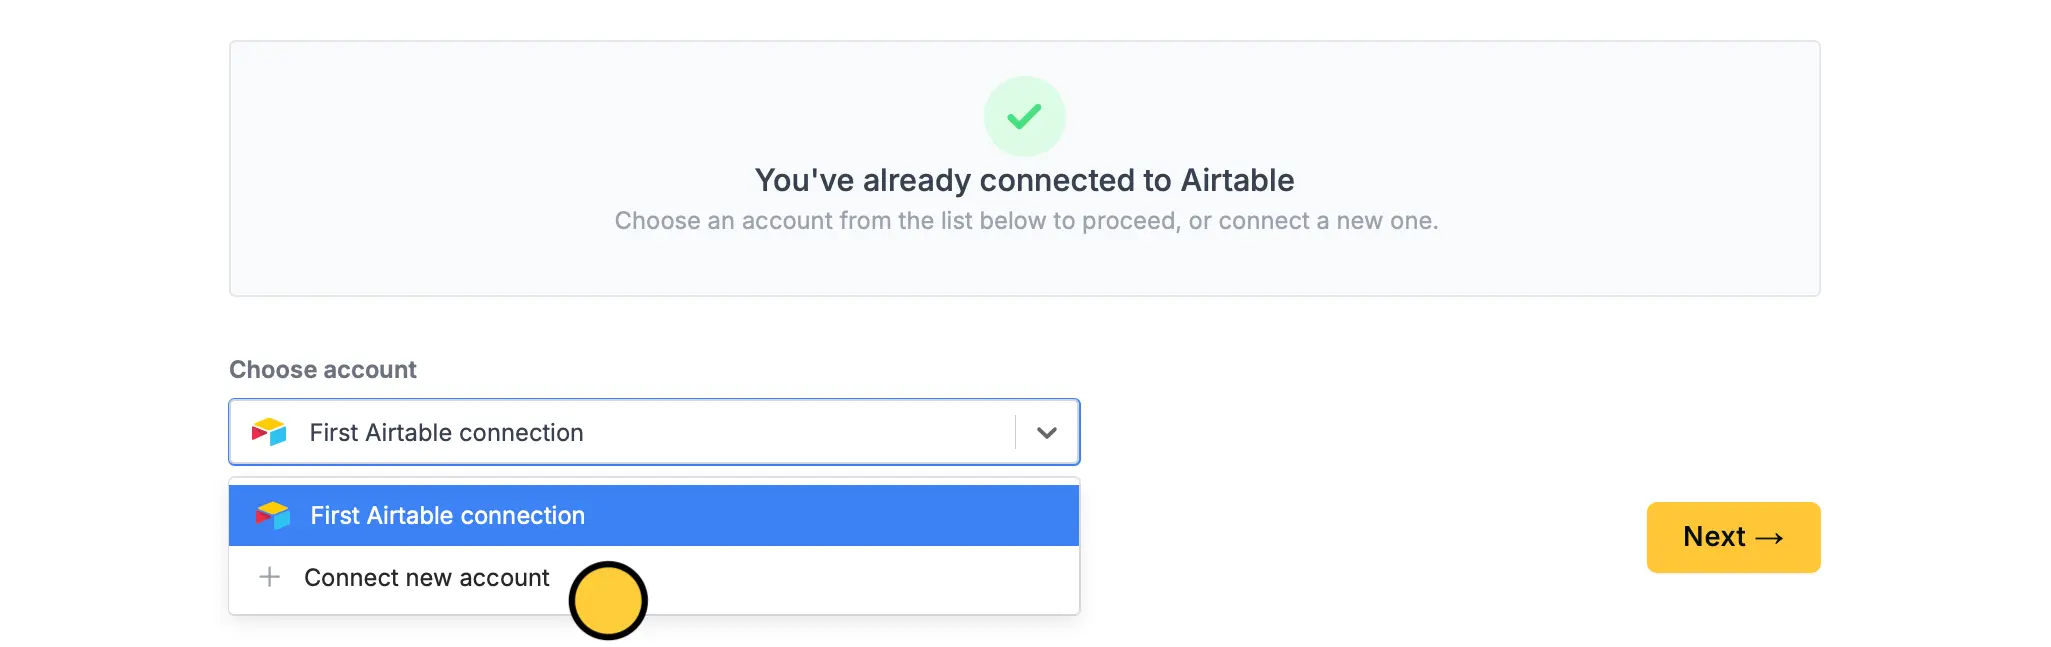 You've already connected to Airtable
Choose an account from the list below to proceed, or connect a new one.
Choose account
First Airtable connection
First Airtable connection
Connect new account
Next →